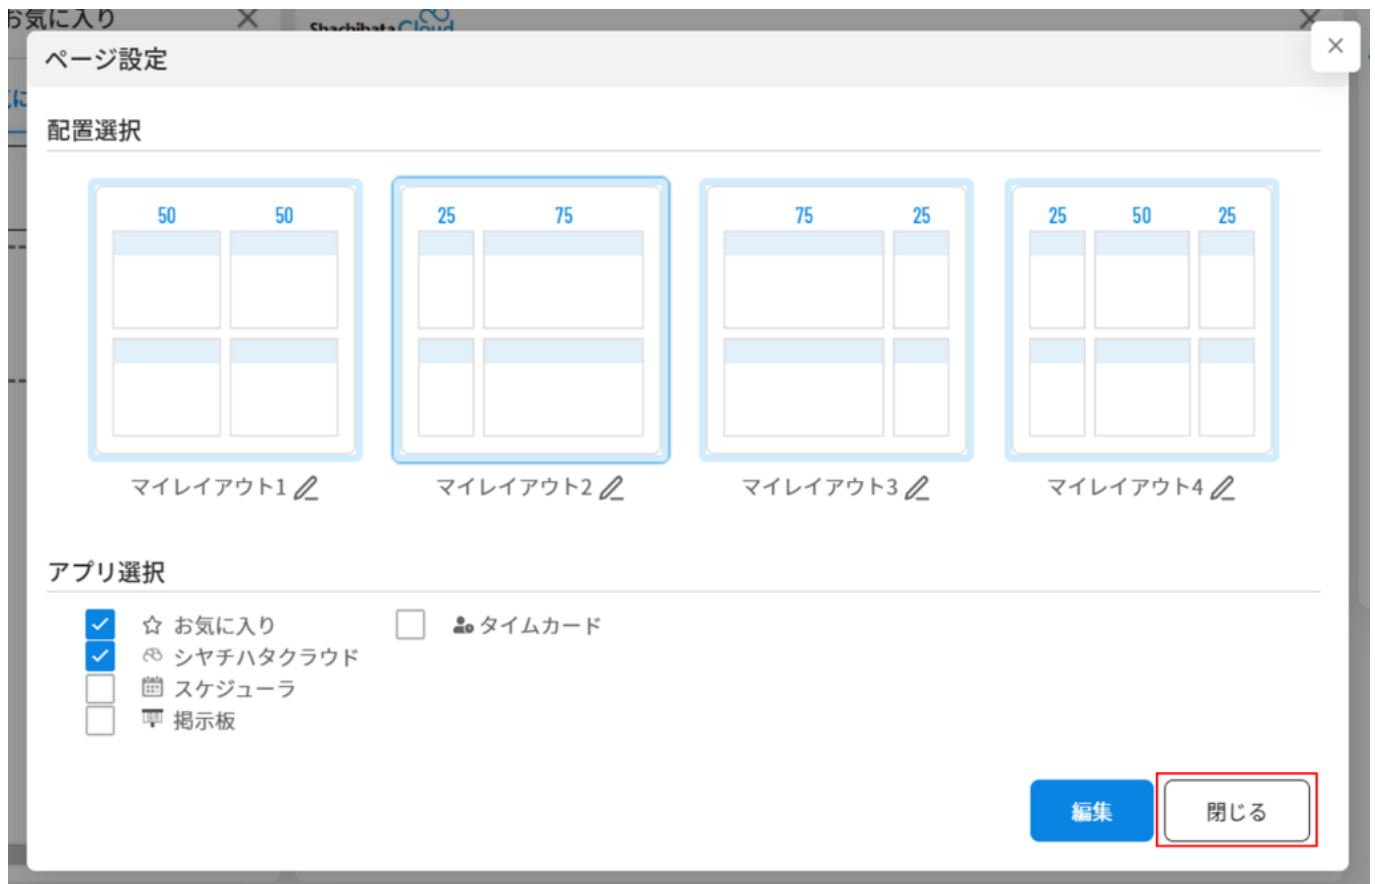 お気に入り
Shachihata Cloud
ページ設定
気に
配置選択
50 50
25 75
75 25
25 50 25
マイレイアウト1
マイレイアウト2
マイレイアウト3
マイレイアウト4
アプリ選択
お気に入り
タイムカード
シヤチハタクラウド
スケジューラ
掲示板
編集
閉じる